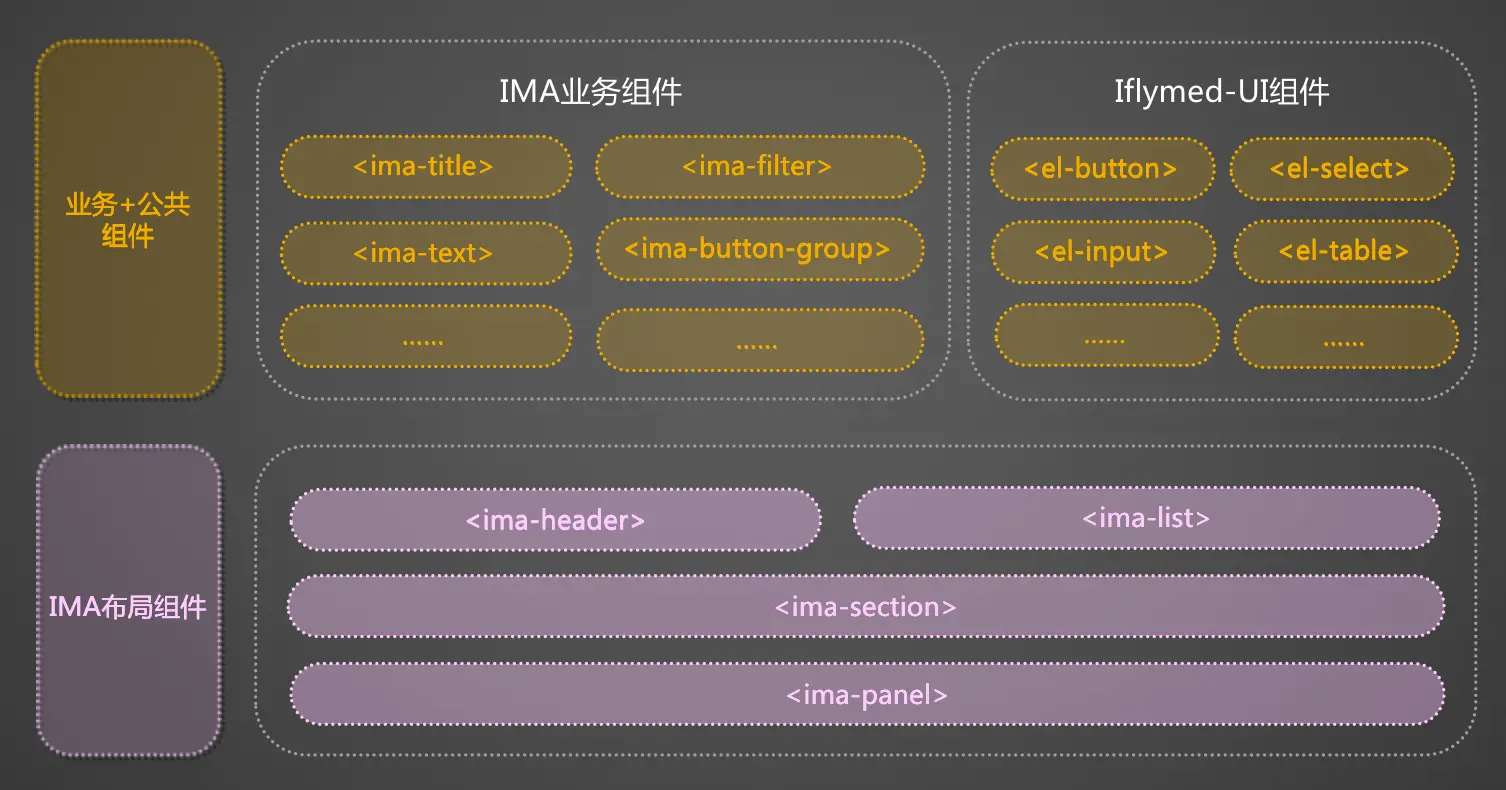 业务+公共
组件
IMA业务组件
<ima-title>
<ima-filter>
<ima-text>
<ima-button-group>
......
......
Iflymed-UI组件
<el-button>
<el-select>
<el-input>
<el-table>
......
......
IMA布局组件
<ima-header>
<ima-list>
<ima-section>
<ima-panel>